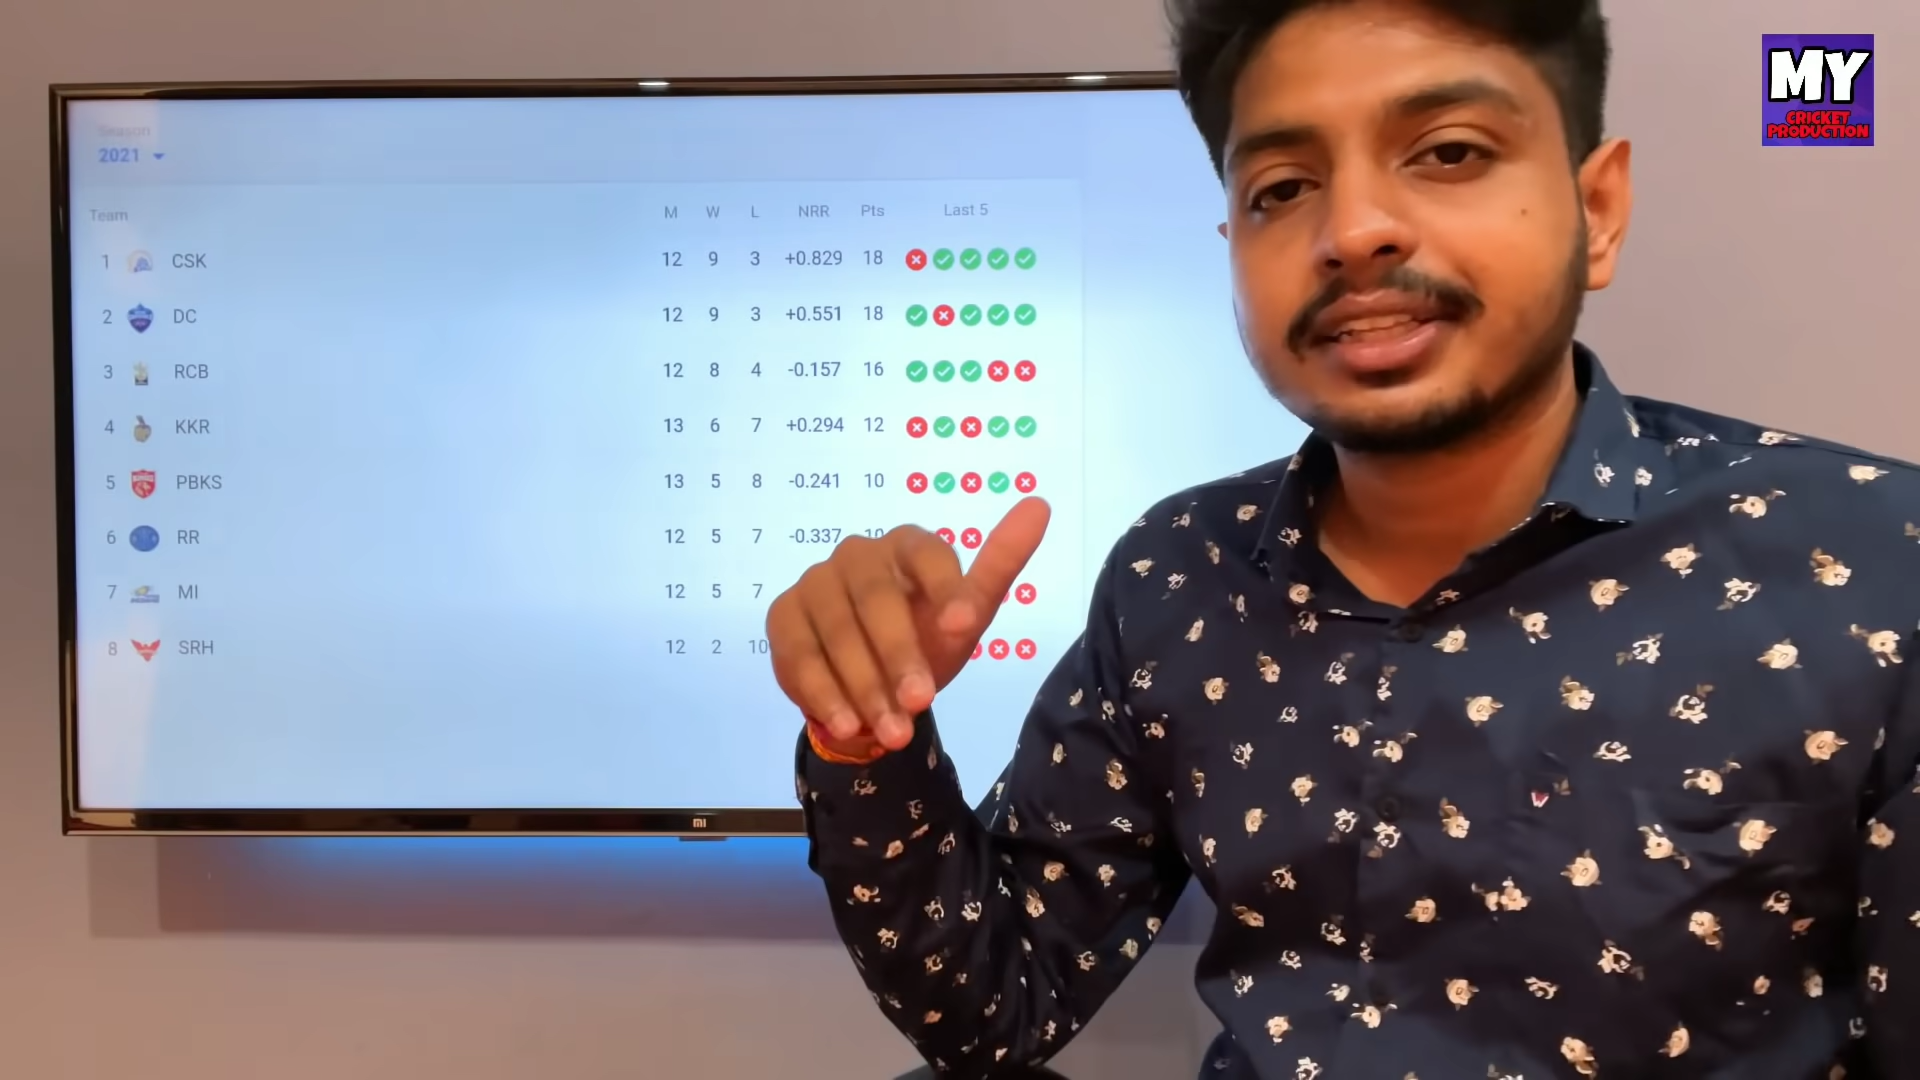 MY
CRICKET
PRODUCTION
Season
2021
Team M W L NRR Pts Last 5
1 CSK 12 9 3 +0.829 18
2 DC 12 9 3 +0.551 18
3 RCB 12 8 4 -0.157 16
4 KKR 13 6 7 +0.294 12
5 PBKS 13 5 8 -0.241 10
6 RR 12 5 7 -0.337 10
7 MI 12 5 7
8 SRH 12 2 10
mi